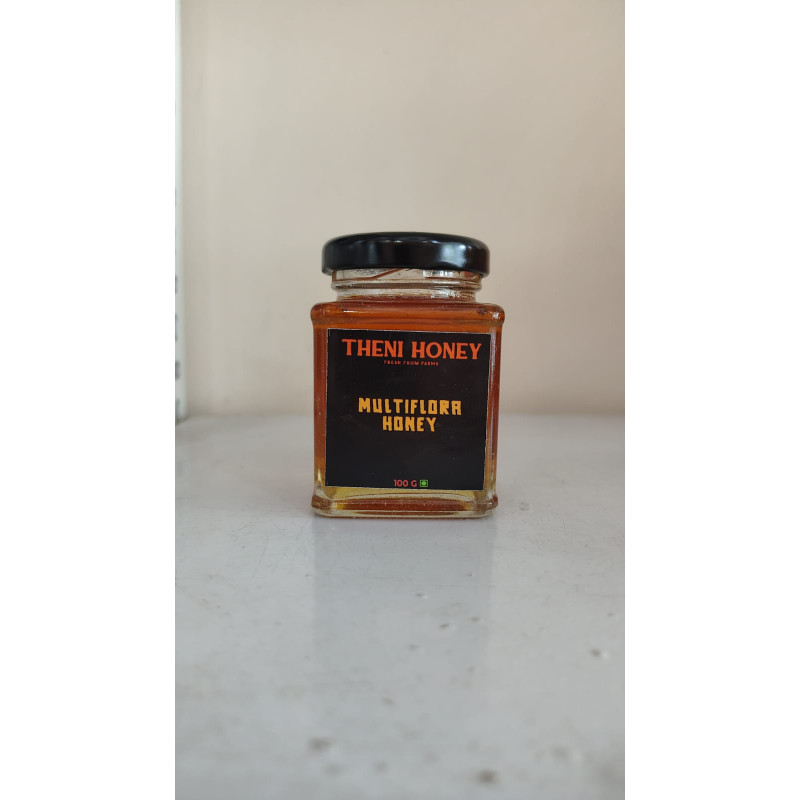 THENI HONEY
FRESH FROM FARMS
MULTIFLORA
HONEY
100 G